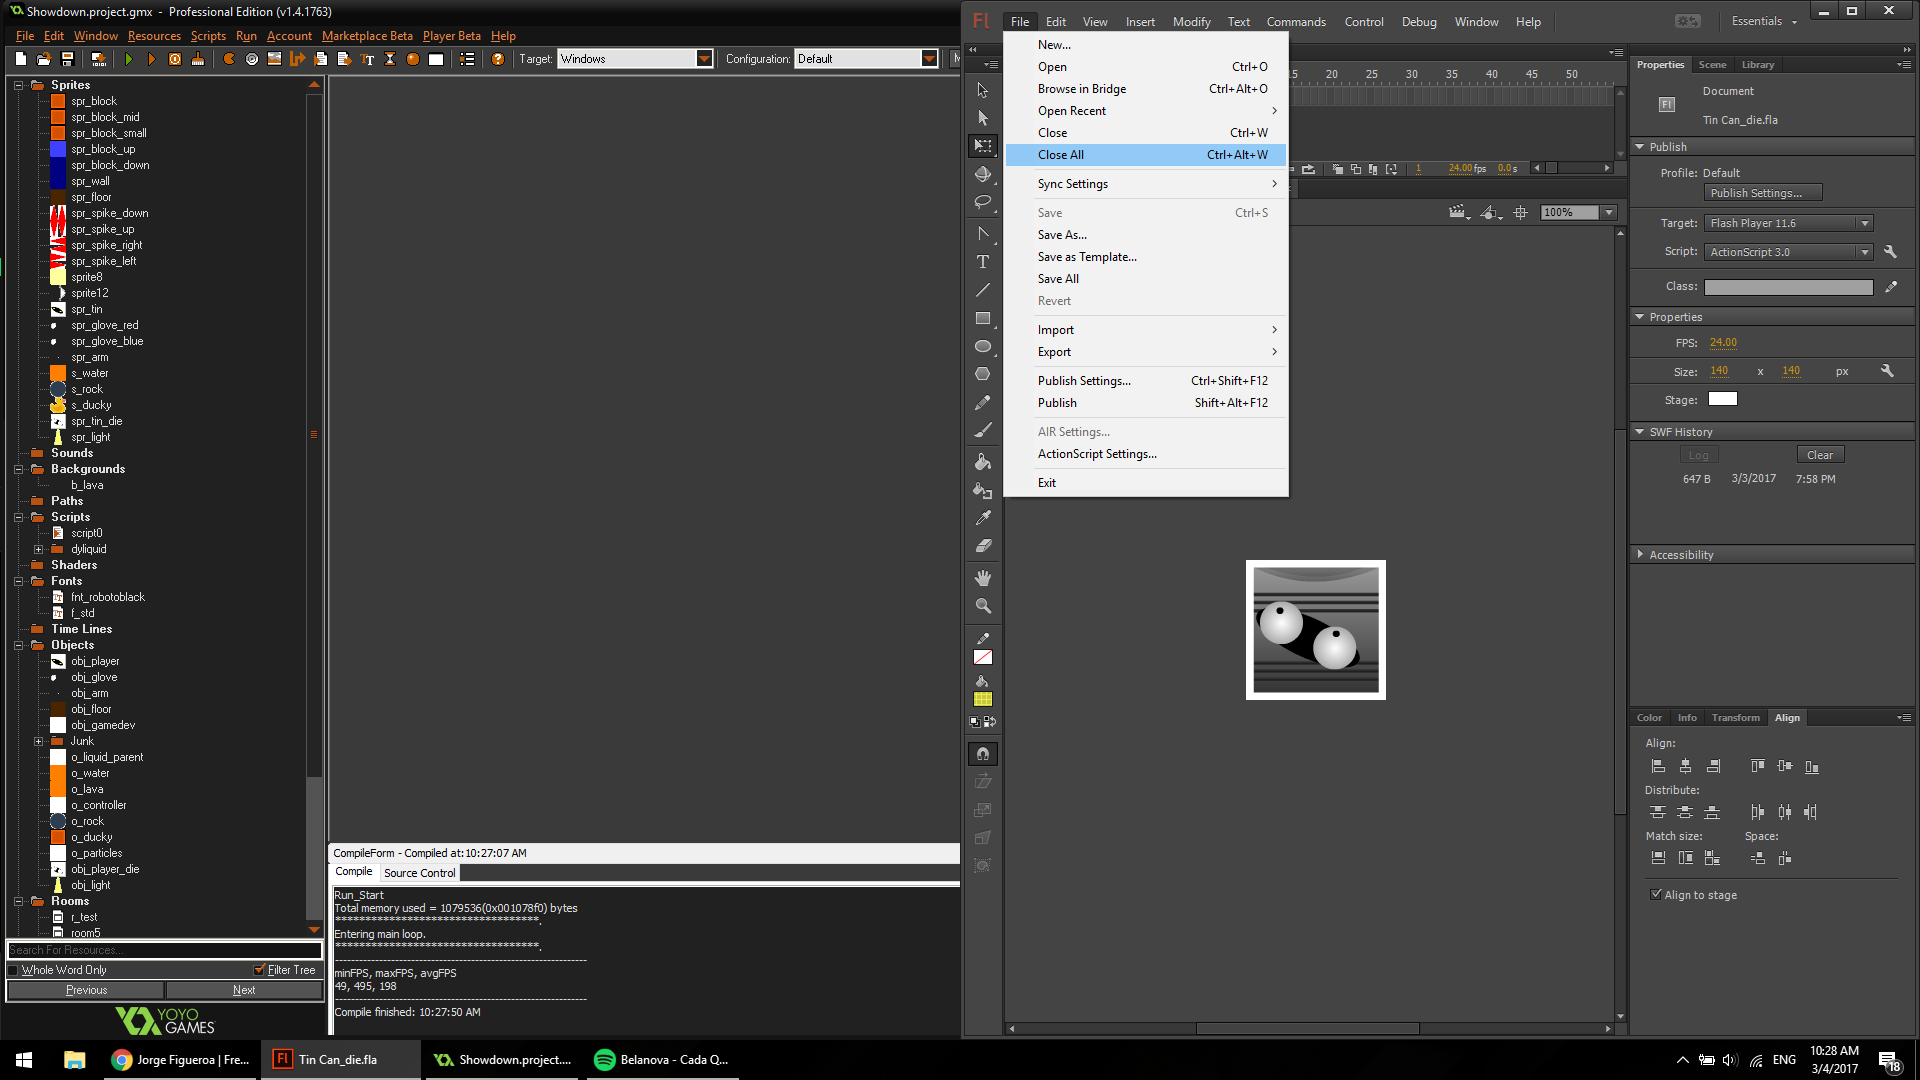 Showdown.project.gmx - Professional Edition (v1.4.1763)
File Edit Window Resources Scripts Run Account Marketplace Beta Player Beta Help
Target: Windows Configuration: Default
Sprites
spr_block
spr_block_mid
spr_block_small
spr_block_up
spr_block_down
spr_wall
spr_floor
spr_spike_down
spr_spike_up
spr_spike_right
spr_spike_left
sprite8
sprite12
spr_tin
spr_glove_red
spr_glove_blue
spr_arm
s_water
s_rock
s_ducky
spr_tin_die
spr_light
Sounds
Backgrounds
b_lava
Paths
Scripts
script0
dyliquid
Shaders
Fonts
fnt_robotoblack
f_std
Time Lines
Objects
obj_player
obj_glove
obj_arm
obj_floor
obj_gamedev
Junk
o_liquid_parent
o_water
o_lava
o_controller
o_rock
o_ducky
o_particles
obj_player_die
obj_light
Rooms
r_test
room5
Search For Resources...
Whole Word Only Filter Tree
Previous Next
YOYO GAMES
CompileForm - Compiled at:10:27:07 AM
Compile Source Control
Run_Start
Total memory used = 1079536(0x001078f0) bytes
***********************************.
Entering main loop.
***********************************.
minFPS, maxFPS, avgFPS
49, 495, 198
Compile finished: 10:27:50 AM
Fl File Edit View Insert Modify Text Commands Control Debug Window Help Essentials
New...
Open Ctrl+O
Browse in Bridge Ctrl+Alt+O
Open Recent
Close Ctrl+W
Close All Ctrl+Alt+W
Sync Settings
Save Ctrl+S
Save As...
Save as Template...
Save All
Revert
Import
Export
Publish Settings... Ctrl+Shift+F12
Publish Shift+Alt+F12
AIR Settings...
ActionScript Settings...
Exit
15 20 25 30 35 40 45 50
1 24.00 fps 0.0 s
100%
Properties Scene Library
Document
Fl
Tin Can_die.fla
Publish
Profile: Default
Publish Settings...
Target: Flash Player 11.6
Script: ActionScript 3.0
Class:
Properties
FPS: 24.00
Size: 140 x 140 px
Stage:
SWF History
Log Clear
647 B 3/3/2017 7:58 PM
Accessibility
Color Info Transform Align
Align:
Distribute:
Match size: Space:
Align to stage
Jorge Figueroa | Fre...
Fl Tin Can_die.fla
Showdown.project....
Belanova - Cada Q...
ENG
10:28 AM
3/4/2017
18